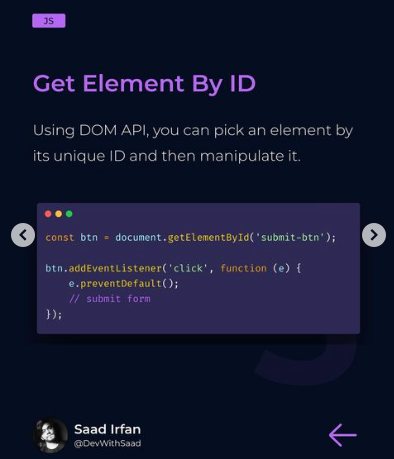 JS
Get Element By ID
Using DOM API, you can pick an element by
its unique ID and then manipulate it.
const btn = document.getElementById('submit-btn');
btn.addEventListener('click', function (e) {
    e.preventDefault();
    // submit form
});
Saad Irfan
@DevWithSaad